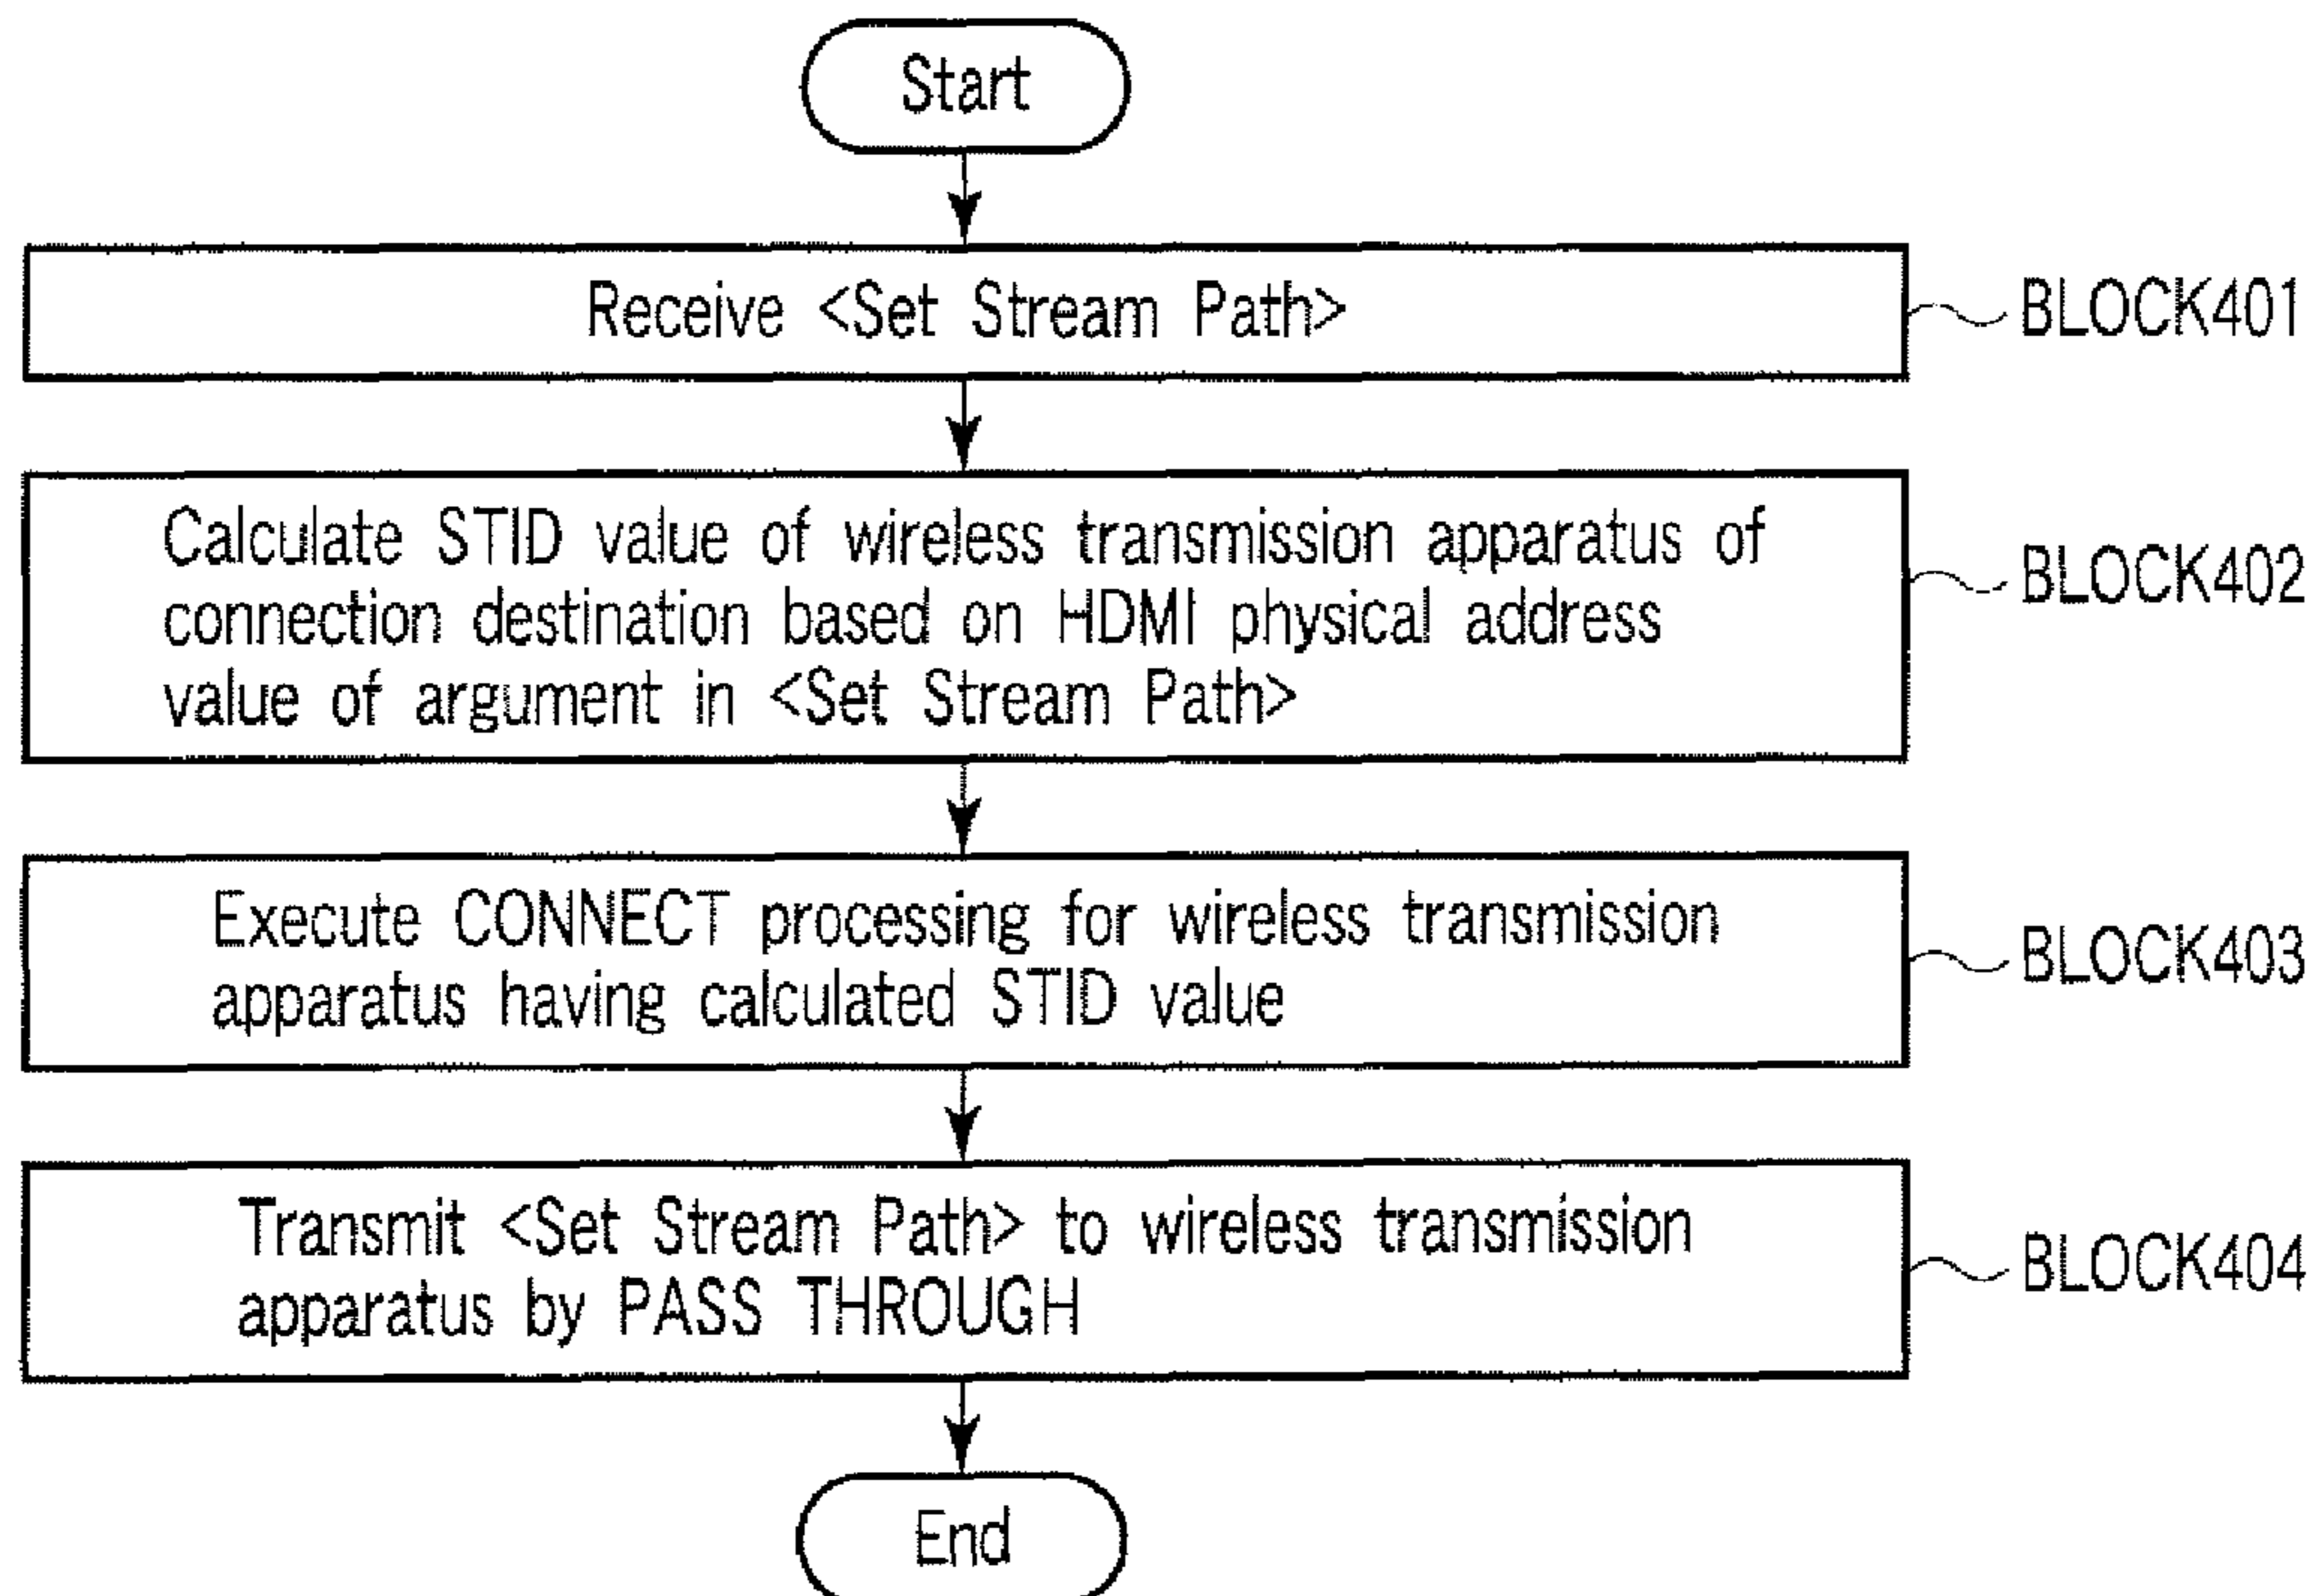 Start
Receive <Set Stream Path>
BLOCK401
Calculate STID value of wireless transmission apparatus of
connection destination based on HDMI physical address
value of argument in <Set Stream Path>
BLOCK402
Execute CONNECT processing for wireless transmission
apparatus having calculated STID value
BLOCK403
Transmit <Set Stream Path> to wireless transmission
apparatus by PASS THROUGH
BLOCK404
End